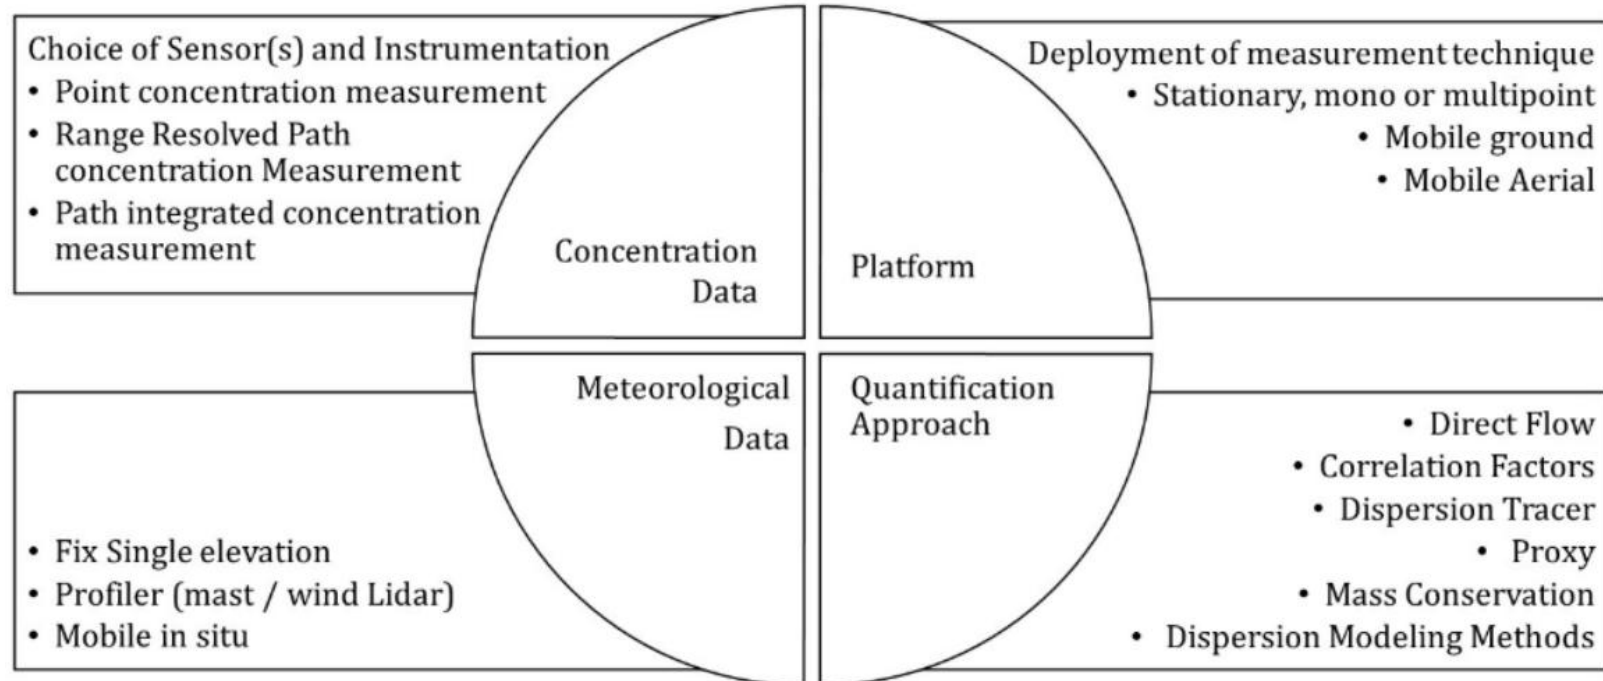 Choice of Sensor(s) and Instrumentation
• Point concentration measurement
• Range Resolved Path
concentration Measurement
• Path integrated concentration
measurement
Concentration
Data
Deployment of measurement technique
• Stationary, mono or multipoint
• Mobile ground
• Mobile Aerial
Platform
Meteorological
Data
• Fix Single elevation
• Profiler (mast / wind Lidar)
• Mobile in situ
Quantification
Approach
• Direct Flow
• Correlation Factors
• Dispersion Tracer
• Proxy
• Mass Conservation
• Dispersion Modeling Methods